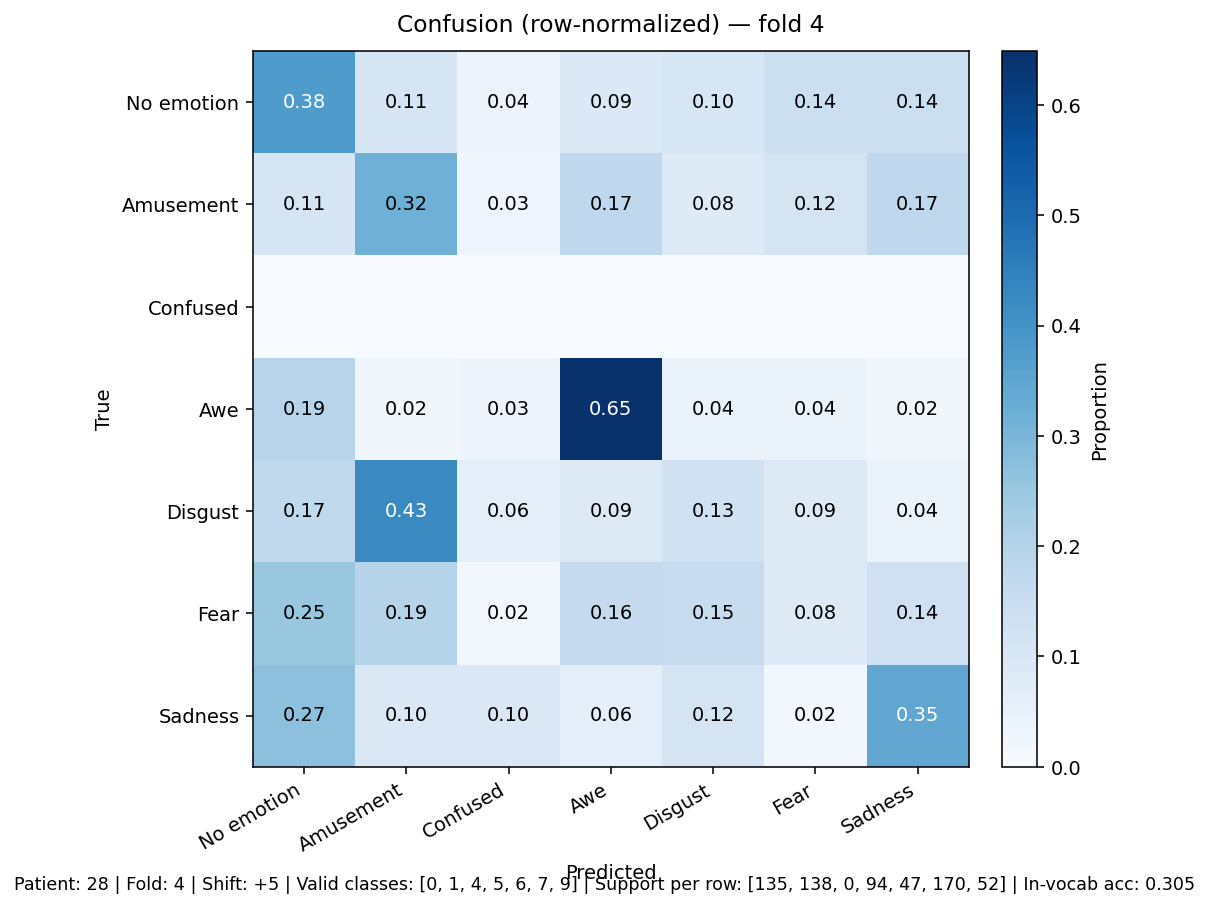 Confusion (row-normalized) — fold 4
No emotion 0.38 0.11 0.04 0.09 0.10 0.14 0.14
Amusement 0.11 0.32 0.03 0.17 0.08 0.12 0.17
Confused
Awe 0.19 0.02 0.03 0.65 0.04 0.04 0.02
Disgust 0.17 0.43 0.06 0.09 0.13 0.09 0.04
Fear 0.25 0.19 0.02 0.16 0.15 0.08 0.14
Sadness 0.27 0.10 0.10 0.06 0.12 0.02 0.35
True
No emotion Amusement Confused Awe Disgust Fear Sadness
Predicted
0.6
0.5
0.4
0.3
0.2
0.1
0.0
Proportion
Patient: 28 | Fold: 4 | Shift: +5 | Valid classes: [0, 1, 4, 5, 6, 7, 9] | Support per row: [135, 138, 0, 94, 47, 170, 52] | In-vocab acc: 0.305